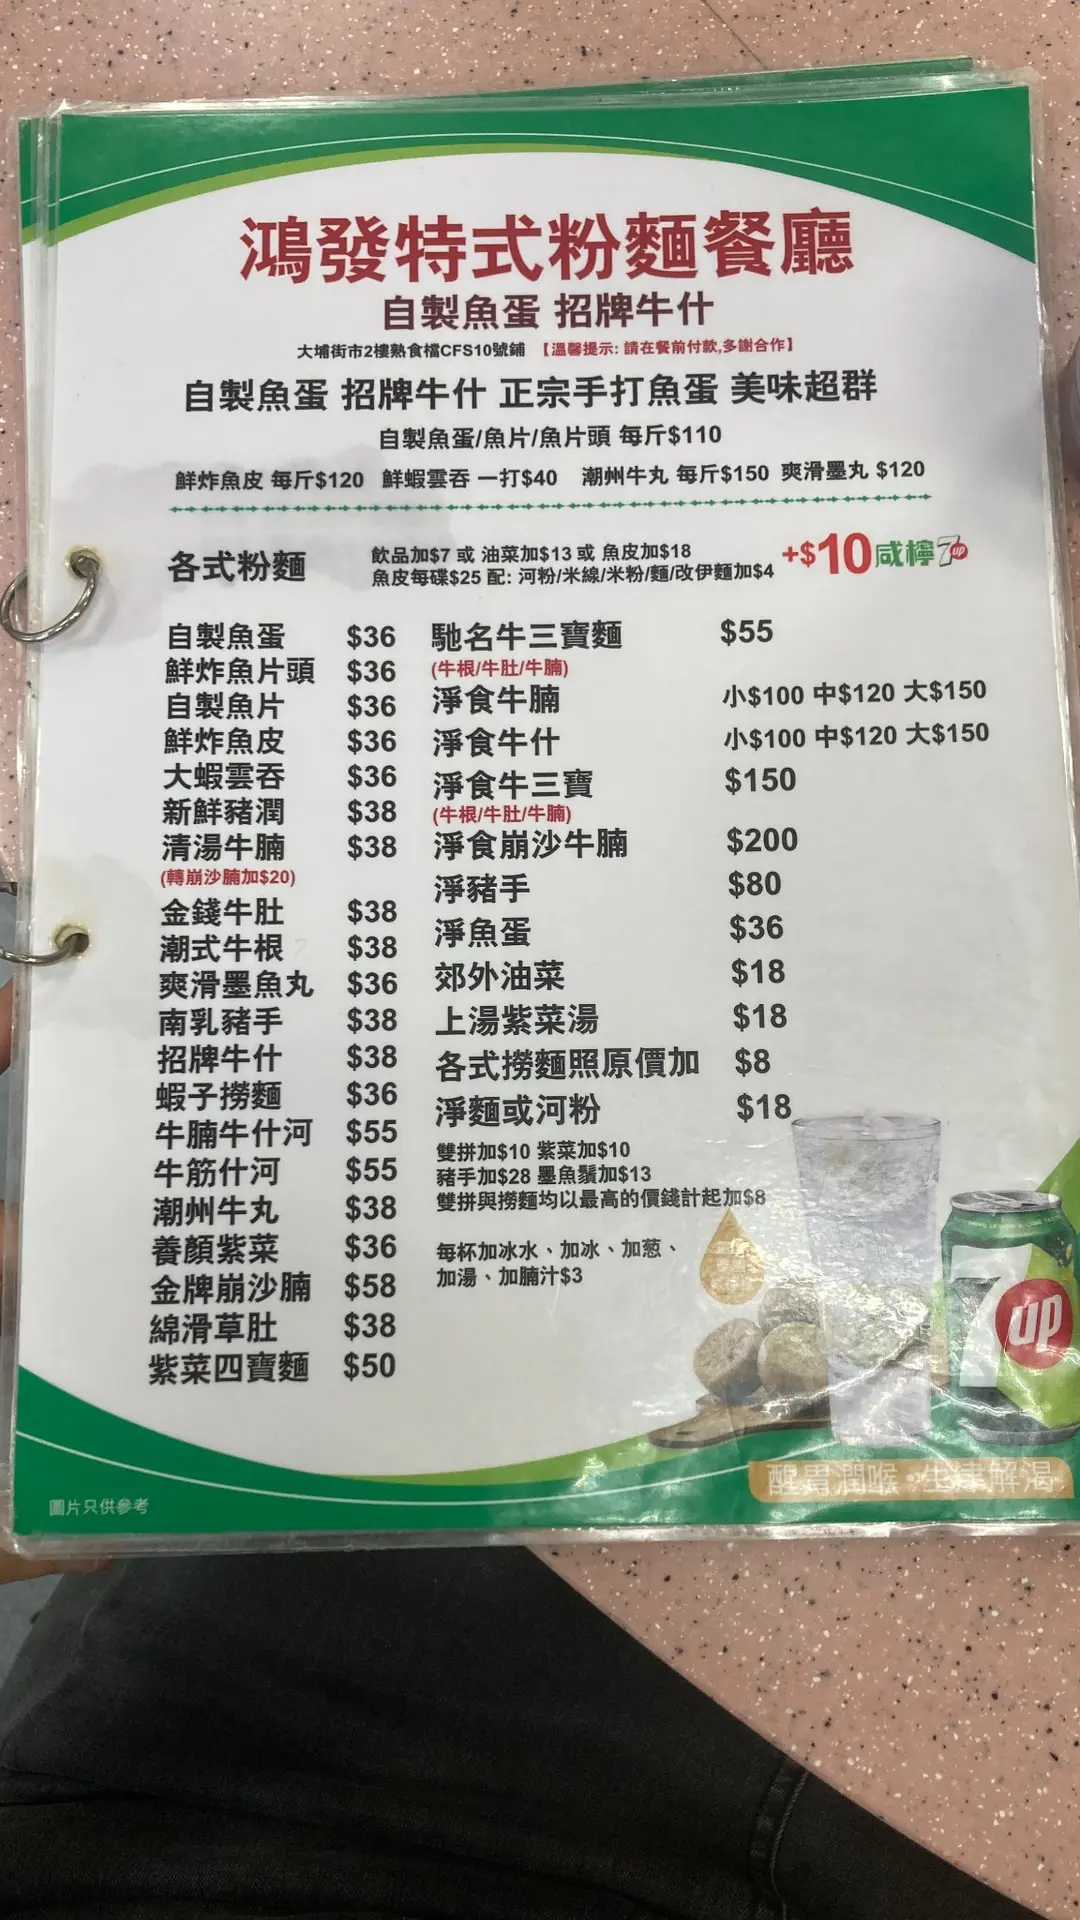 鴻發特式粉麵餐廳
自製魚蛋 招牌牛什
大埔街市2樓熟食檔CFS10號鋪 【溫馨提示: 請在餐前付款,多謝合作】
自製魚蛋 招牌牛什 正宗手打魚蛋 美味超群
自製魚蛋/魚片/魚片頭 每斤$110
鮮炸魚皮 每斤$120 鮮蝦雲吞 一打$40 潮州牛丸 每斤$150 爽滑墨丸 $120
各式粉麵
飲品加$7 或 油菜加$13 或 魚皮加$18
魚皮每碟$25 配: 河粉/米線/米粉/麵/改伊麵加$4
+$10咸檸7up
自製魚蛋 $36
鮮炸魚片頭 $36
自製魚片 $36
鮮炸魚皮 $36
大蝦雲吞 $36
新鮮豬潤 $38
清湯牛腩 $38
(轉崩沙腩加$20)
金錢牛肚 $38
潮式牛根 $38
爽滑墨魚丸 $36
南乳豬手 $38
招牌牛什 $38
蝦子撈麵 $36
牛腩牛什河 $55
牛筋什河 $55
潮州牛丸 $38
養顏紫菜 $36
金牌崩沙腩 $58
綿滑草肚 $38
紫菜四寶麵 $50
馳名牛三寶麵 $55
(牛根/牛肚/牛腩)
淨食牛腩 小$100 中$120 大$150
淨食牛什 小$100 中$120 大$150
淨食牛三寶 $150
(牛根/牛肚/牛腩)
淨食崩沙牛腩 $200
淨豬手 $80
淨魚蛋 $36
郊外油菜 $18
上湯紫菜湯 $18
各式撈麵照原價加 $8
淨麵或河粉 $18
雙拼加$10 紫菜加$10
豬手加$28 墨魚鬚加$13
雙拼與撈麵均以最高的價錢計起加$8
每杯加冰水、加冰、加葱、
加湯、加腩汁$3
7up
醒胃潤喉・生津解渴
圖片只供參考